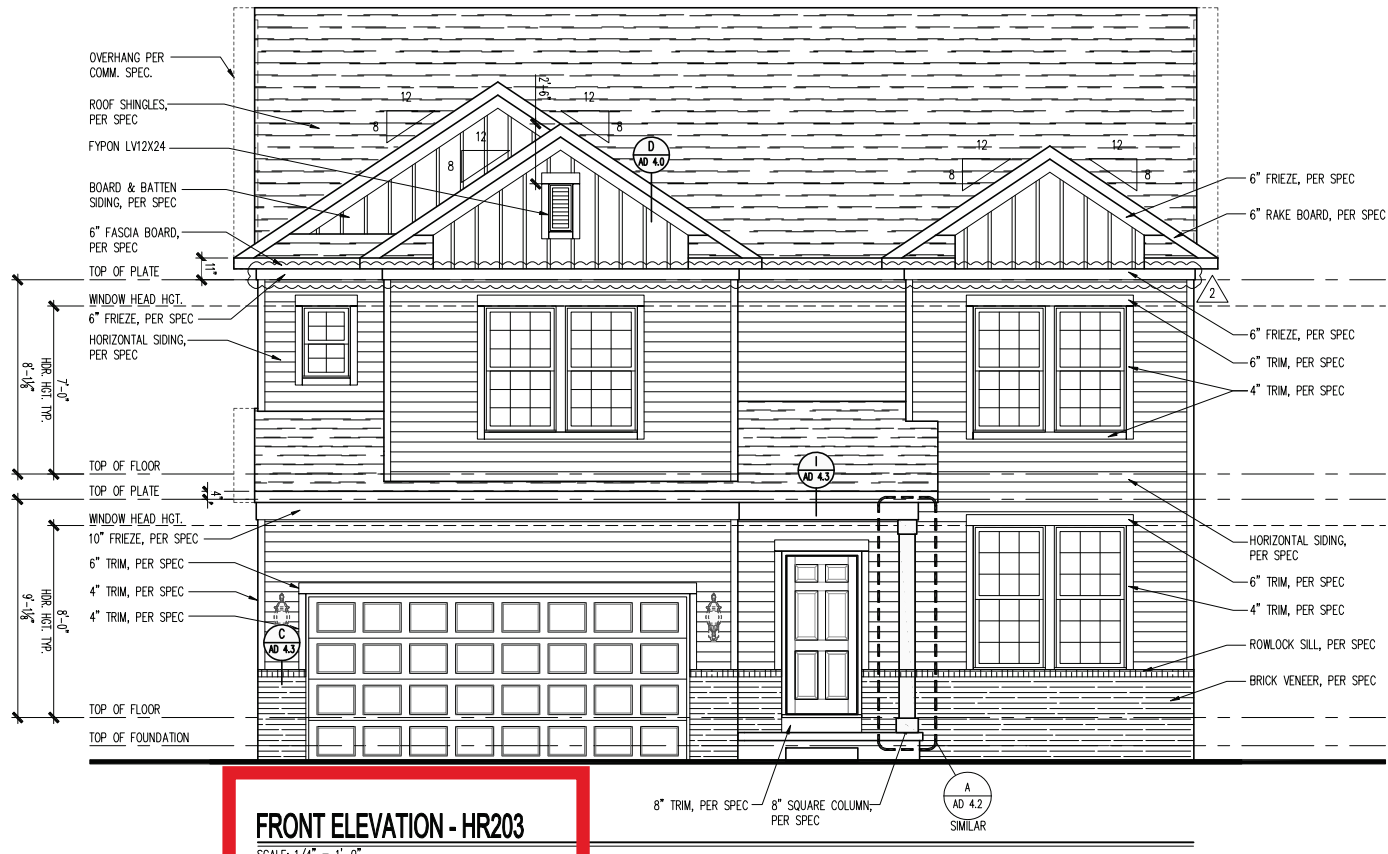 OVERHANG PER
COMM. SPEC.
ROOF SHINGLES,
PER SPEC
FYPON LV12X24
BOARD & BATTEN
SIDING, PER SPEC
6" FASCIA BOARD,
PER SPEC
11"
TOP OF PLATE
WINDOW HEAD HGT.
6" FRIEZE, PER SPEC
HORIZONTAL SIDING,
PER SPEC
7'-0"
HDR. HGT. TYP.
8'-1⅛"
TOP OF FLOOR
TOP OF PLATE
4"
WINDOW HEAD HGT.
10" FRIEZE, PER SPEC
6" TRIM, PER SPEC
4" TRIM, PER SPEC
4" TRIM, PER SPEC
8'-0"
HDR. HGT. TYP.
9'-1⅛"
TOP OF FLOOR
TOP OF FOUNDATION
12
8
12
8
2'-6"
12
8
D
AD 4.0
12
8
12
8
6" FRIEZE, PER SPEC
6" RAKE BOARD, PER SPEC
2
6" FRIEZE, PER SPEC
6" TRIM, PER SPEC
4" TRIM, PER SPEC
I
AD 4.3
HORIZONTAL SIDING,
PER SPEC
6" TRIM, PER SPEC
4" TRIM, PER SPEC
ROWLOCK SILL, PER SPEC
BRICK VENEER, PER SPEC
C
AD 4.3
8" TRIM, PER SPEC
8" SQUARE COLUMN,
PER SPEC
A
AD 4.2
SIMILAR
FRONT ELEVATION - HR203
SCALE: 1/4" = 1'-0"